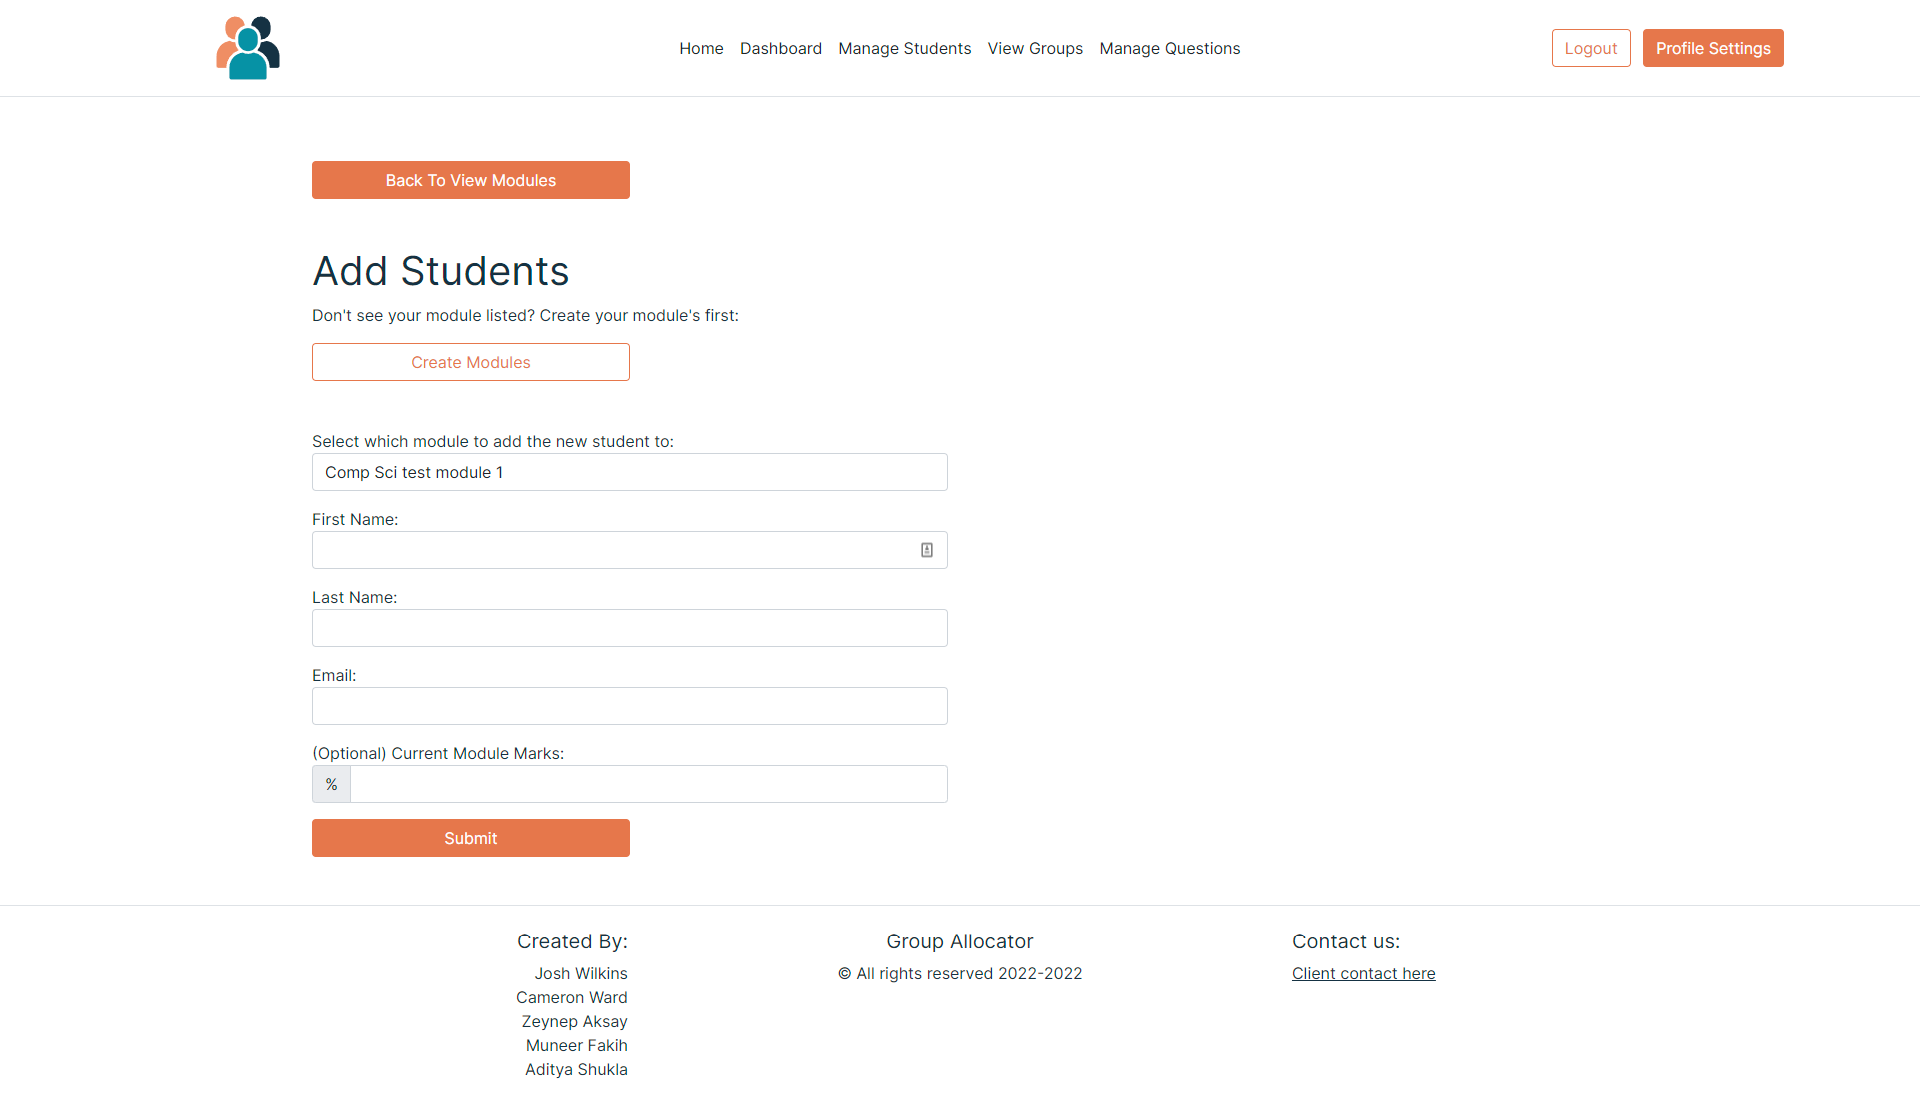 Home Dashboard Manage Students View Groups Manage Questions Logout Profile Settings
Back To View Modules
Add Students
Don't see your module listed? Create your module's first:
Create Modules
Select which module to add the new student to:
Comp Sci test module 1
First Name:
Last Name:
Email:
(Optional) Current Module Marks:
%
Submit
Created By:
Josh Wilkins
Cameron Ward
Zeynep Aksay
Muneer Fakih
Aditya Shukla
Group Allocator
© All rights reserved 2022-2022
Contact us:
Client contact here